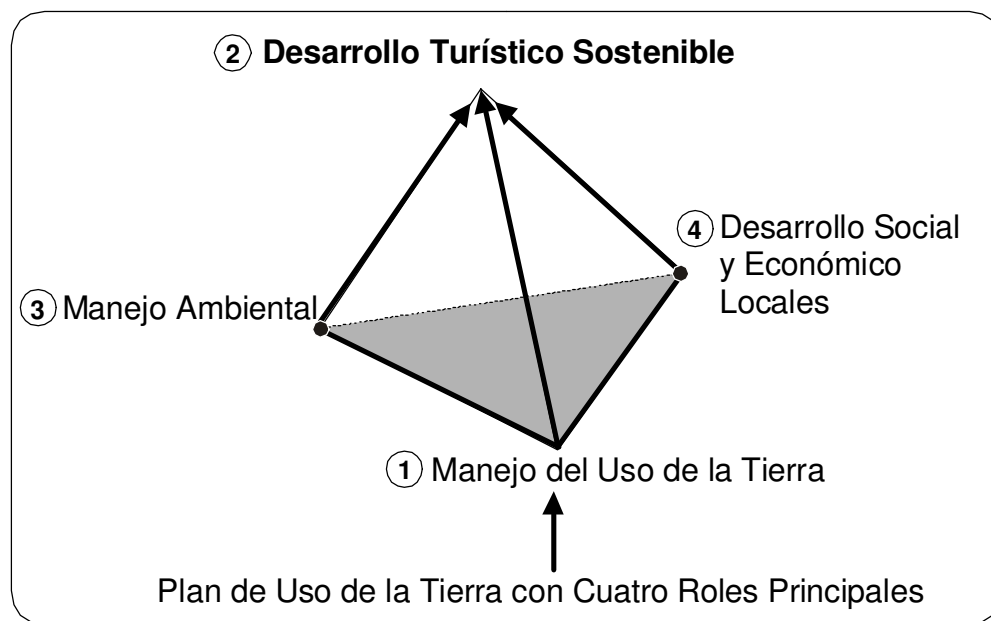 2 Desarrollo Turístico Sostenible
4 Desarrollo Social
y Económico
Locales
3 Manejo Ambiental
1 Manejo del Uso de la Tierra
Plan de Uso de la Tierra con Cuatro Roles Principales